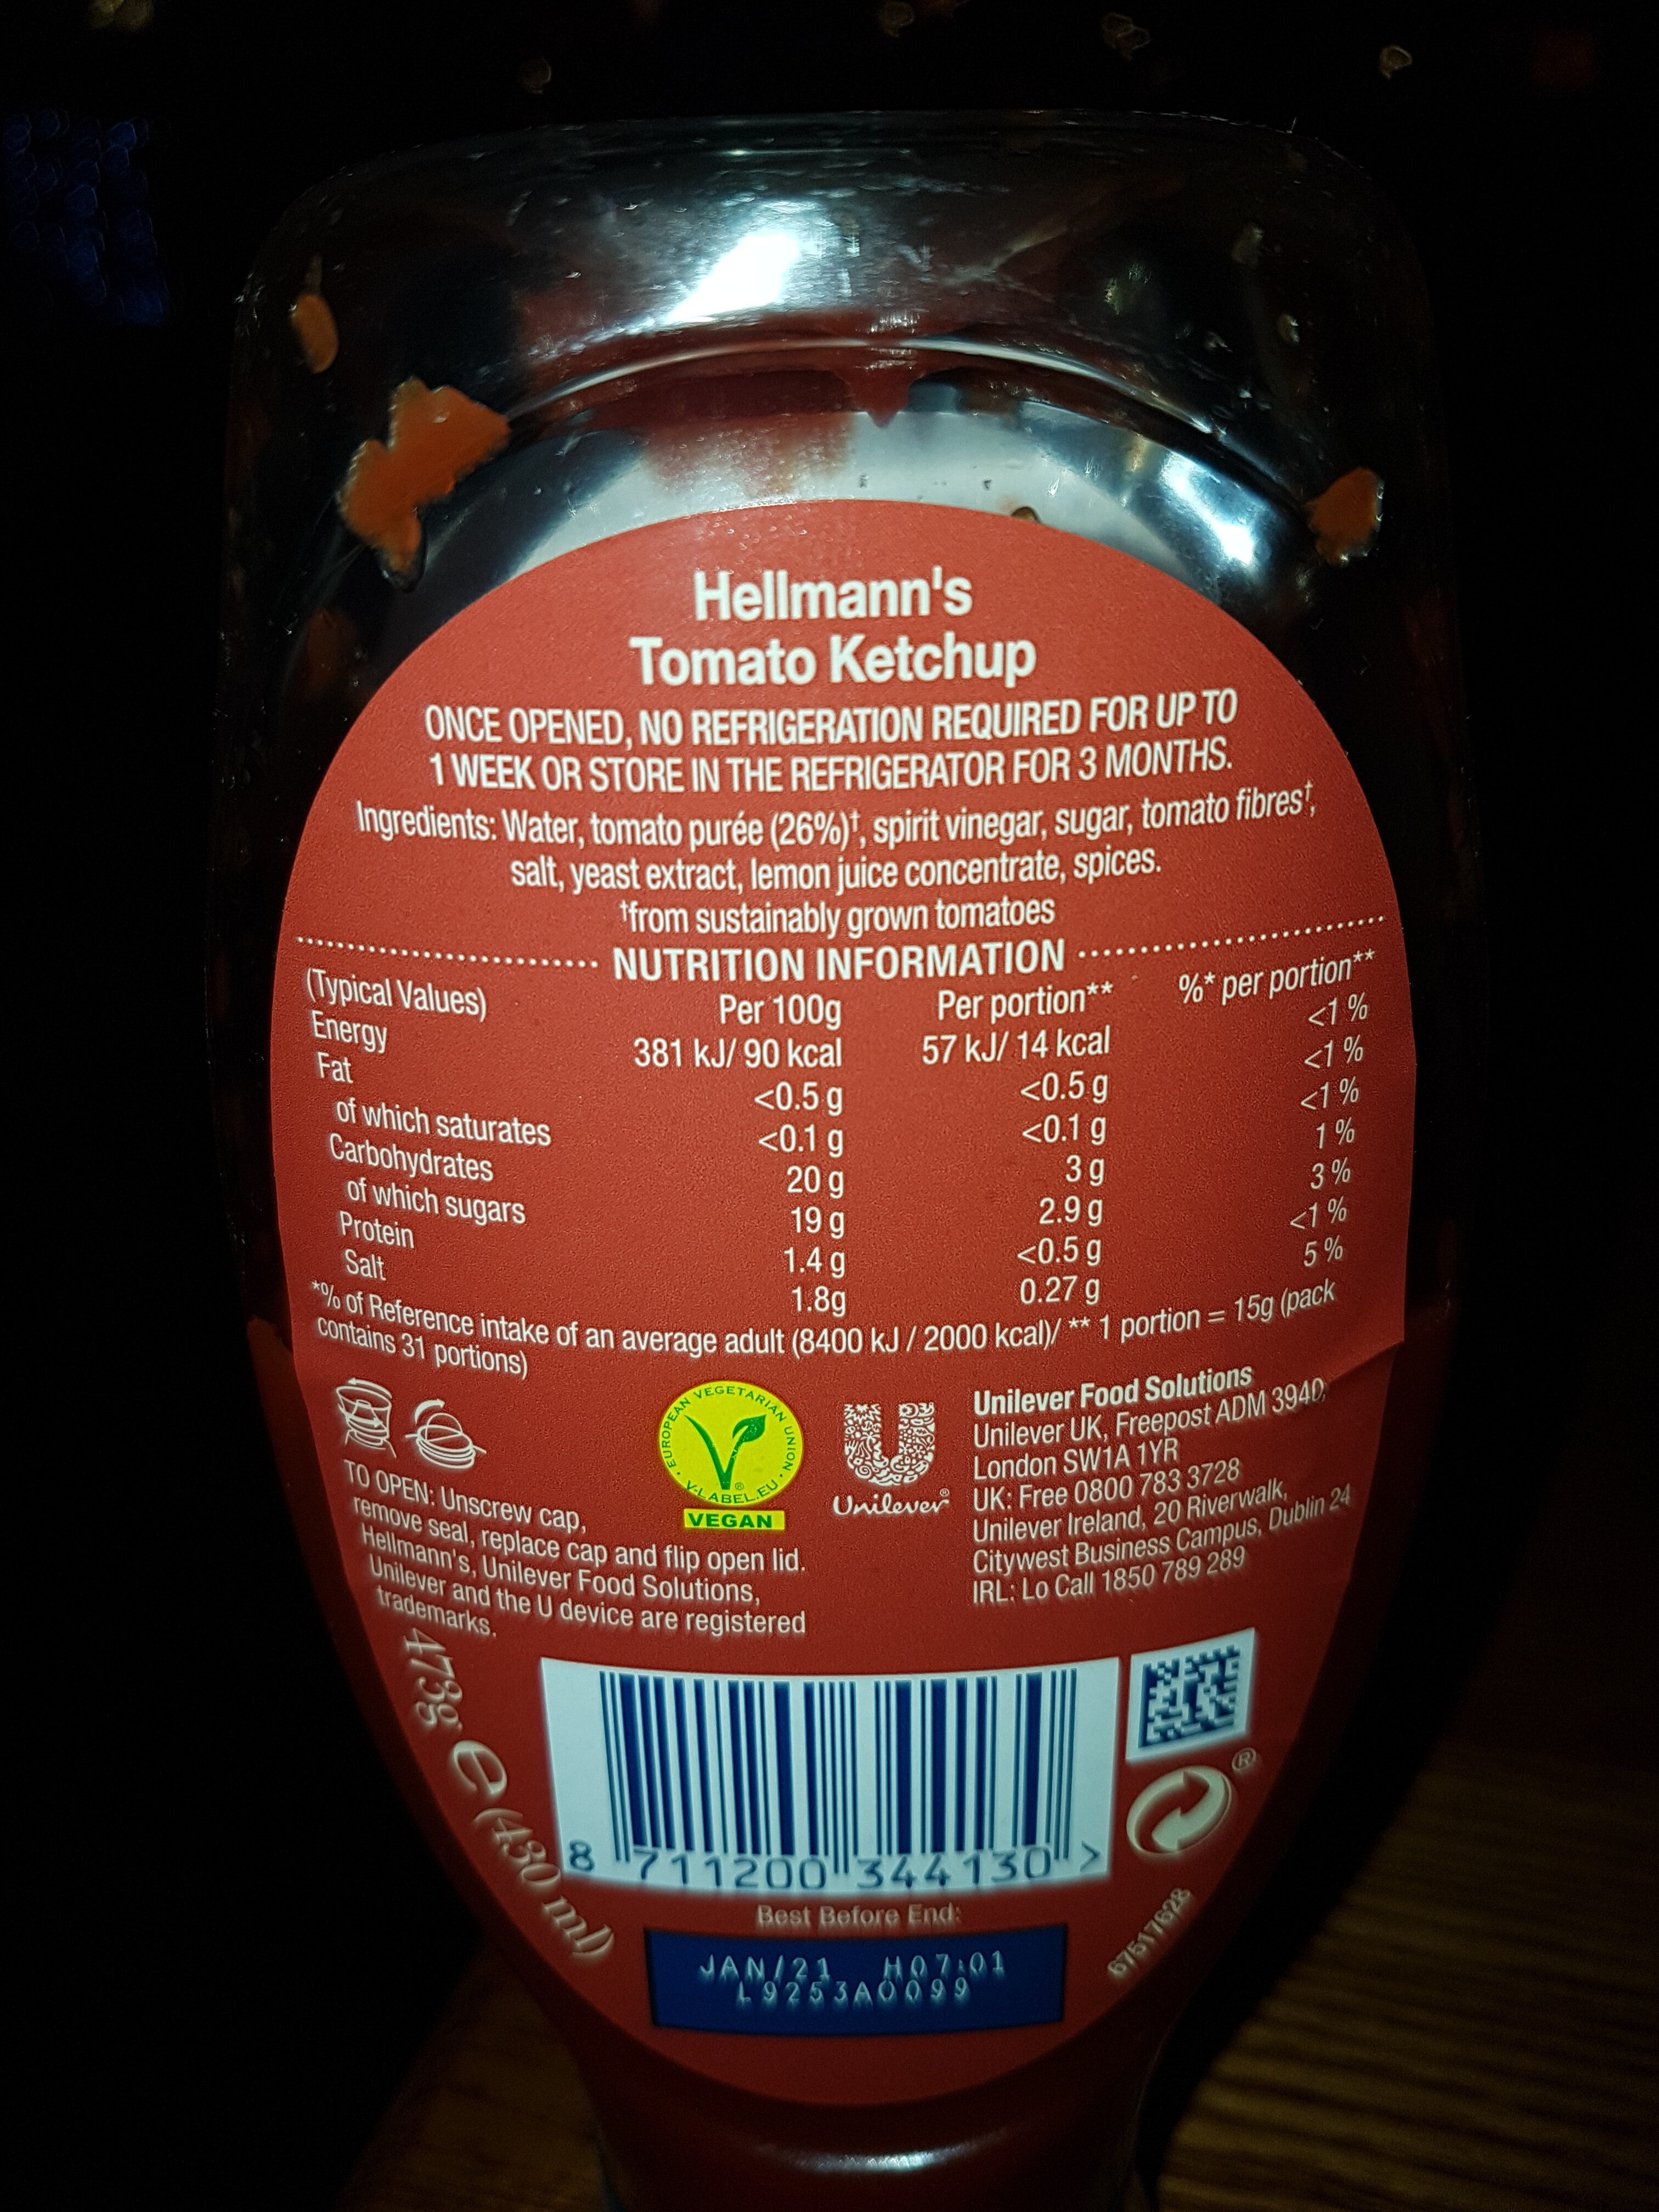 Hellmann's
Tomato Ketchup
ONCE OPENED, NO REFRIGERATION REQUIRED FOR UP TO
1 WEEK OR STORE IN THE REFRIGERATOR FOR 3 MONTHS.
Ingredients: Water, tomato purée (26%)†, spirit vinegar, sugar, tomato fibres†,
salt, yeast extract, lemon juice concentrate, spices.
†from sustainably grown tomatoes
NUTRITION INFORMATION
(Typical Values) Per 100g Per portion** %* per portion**
Energy 381 kJ/ 90 kcal 57 kJ/ 14 kcal <1 %
Fat <0.5 g <0.5 g <1 %
of which saturates <0.1 g <0.1 g <1 %
Carbohydrates 20 g 3 g 1 %
of which sugars 19 g 2.9 g 3 %
Protein 1.4 g <0.5 g <1 %
Salt 1.8g 0.27 g 5 %
*% of Reference intake of an average adult (8400 kJ / 2000 kcal)/ ** 1 portion = 15g (pack
contains 31 portions)
EUROPEAN VEGETARIAN UNION
V-LABEL.EU
VEGAN
Unilever®
Unilever Food Solutions
Unilever UK, Freepost ADM 3940,
London SW1A 1YR
UK: Free 0800 783 3728
Unilever Ireland, 20 Riverwalk,
Citywest Business Campus, Dublin 24
IRL: Lo Call 1850 789 289
TO OPEN: Unscrew cap,
remove seal, replace cap and flip open lid.
Hellmann's, Unilever Food Solutions,
Unilever and the U device are registered
trademarks.
473g e (430 ml)
8 711200 344130 >
®
67517628
Best Before End:
JAN/21 H07:01
L9253A0099